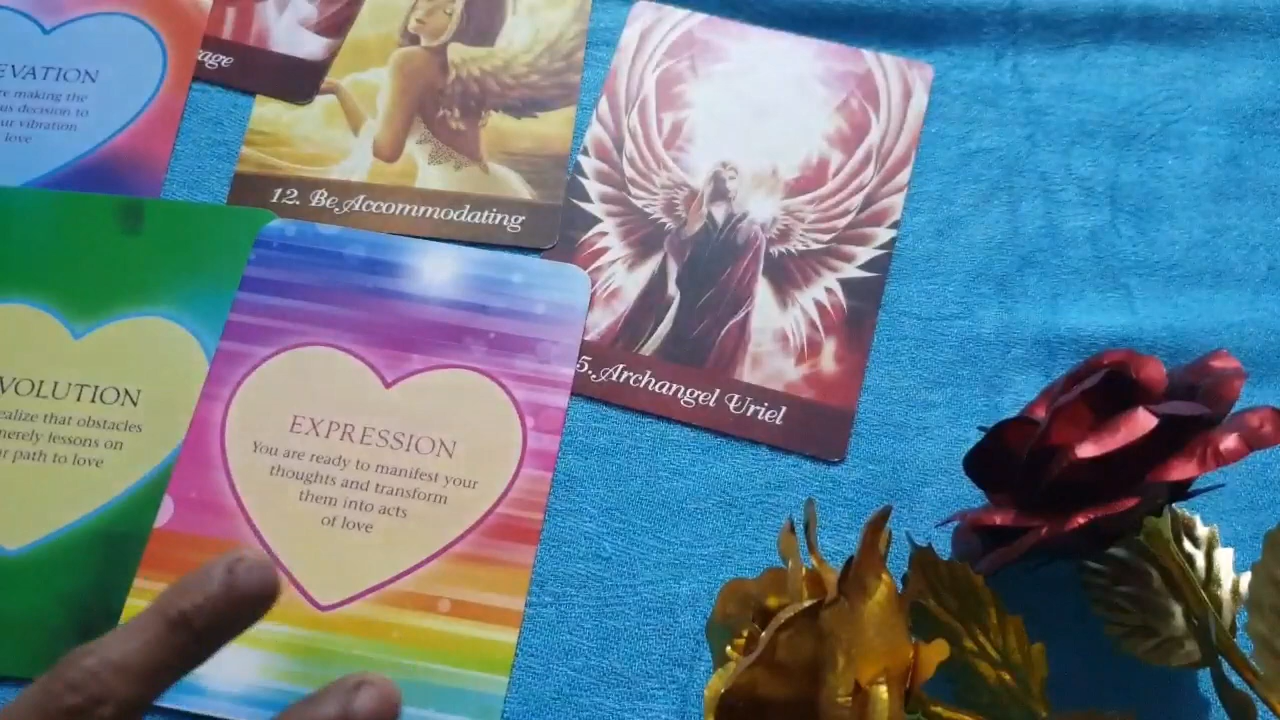 EVATION
re making the
us decision to
ur vibration
love
rage
12. Be Accommodating
5. Archangel Uriel
VOLUTION
ealize that obstacles
merely lessons on
r path to love
EXPRESSION
You are ready to manifest your
thoughts and transform
them into acts
of love